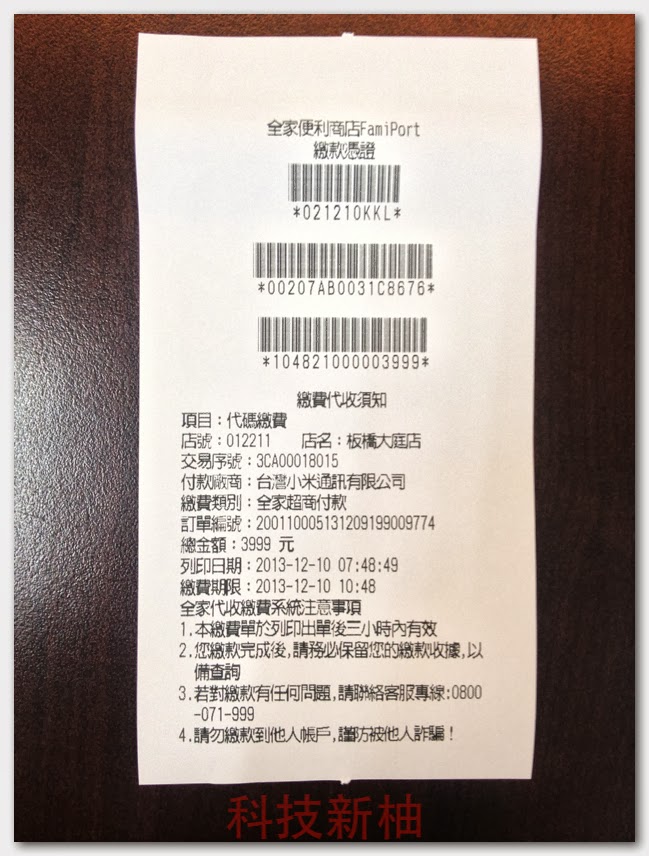 全家便利商店FamiPort
繳款憑證
*021210KKL*
*00207AB0031C8676*
*104821000003999*
繳費代收須知
項目：代碼繳費
店號：012211 店名：板橋大庭店
交易序號：3CA00018015
付款廠商：台灣小米通訊有限公司
繳費類別：全家超商付款
訂單編號：200110005131209199009774
總金額：3999 元
列印日期：2013-12-10 07:48:49
繳費期限：2013-12-10 10:48
全家代收繳費系統注意事項
1.本繳費單於列印出單後三小時內有效
2.您繳款完成後,請務必保留您的繳款收據,以
備查詢
3.若對繳款有任何問題,請聯絡客服專線:0800
-071-999
4.請勿繳款到他人帳戶,謹防被他人詐騙！
科技新柚